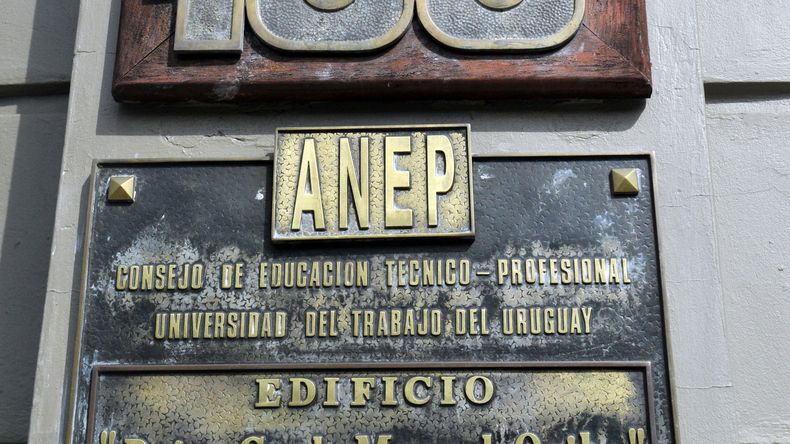 ANEP
CONSEJO DE EDUCACION TECNICO-PROFESIONAL
UNIVERSIDAD DEL TRABAJO DEL URUGUAY
EDIFICIO